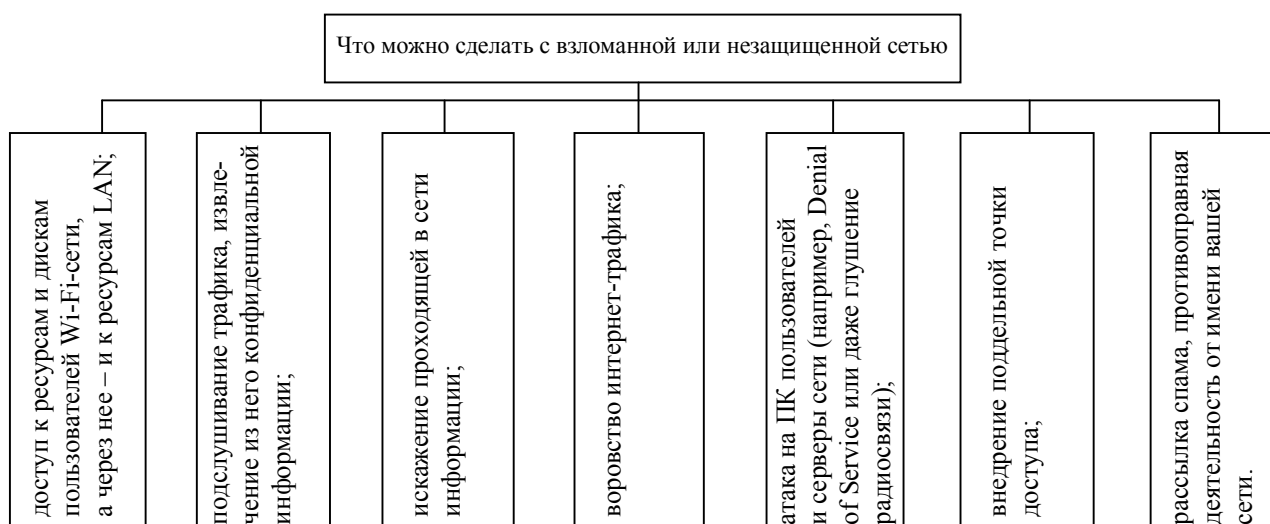 Что можно сделать с взломанной или незащищенной сетью
доступ к ресурсам и дискам
пользователей Wi-Fi-сети,
а через нее – и к ресурсам LAN;
подслушивание трафика, извле-
чение из него конфиденциальной
информации;
искажение проходящей в сети
информации;
воровство интернет-трафика;
атака на ПК пользователей
и серверы сети (например, Denial
of Service или даже глушение
радиосвязи);
внедрение поддельной точки
доступа;
рассылка спама, противоправная
деятельность от имени вашей
сети.